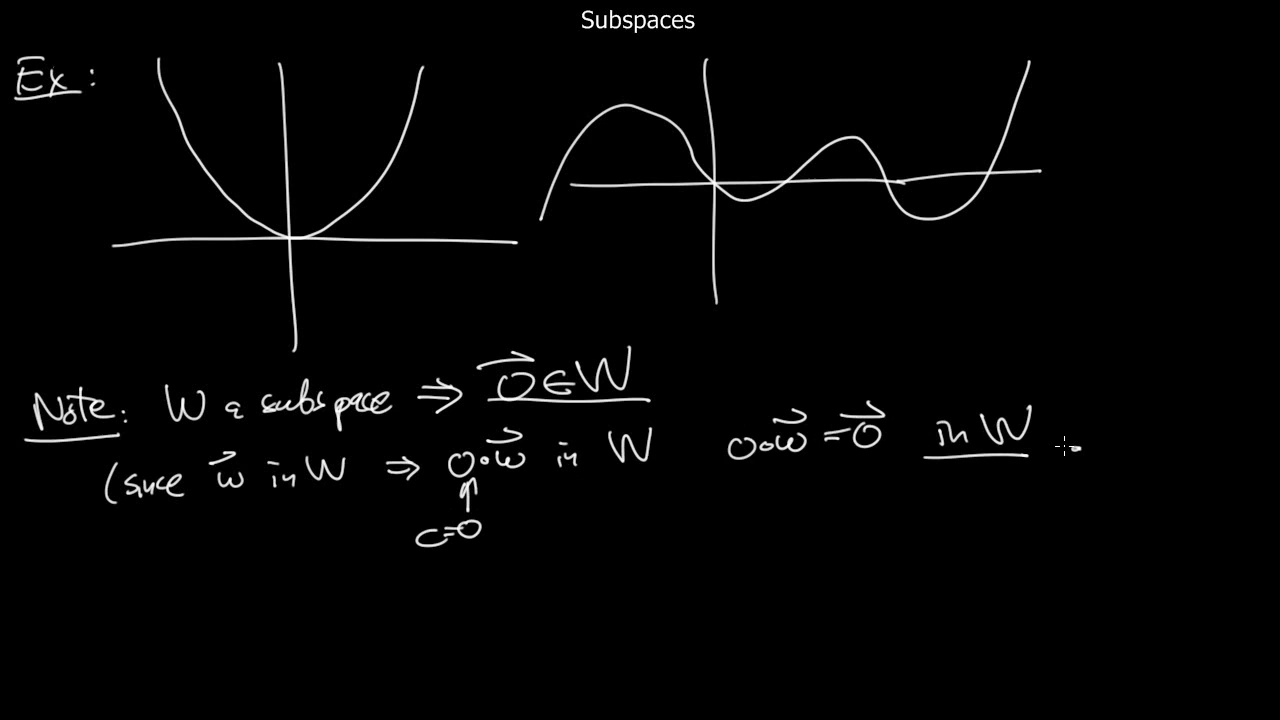 Subspaces
Ex:
Note: W a subspace ⇒ 0⃗ ∈ W
(since w⃗ in W ⇒ 0·w⃗ in W 0·w⃗ = 0⃗ in W
↑
c=0